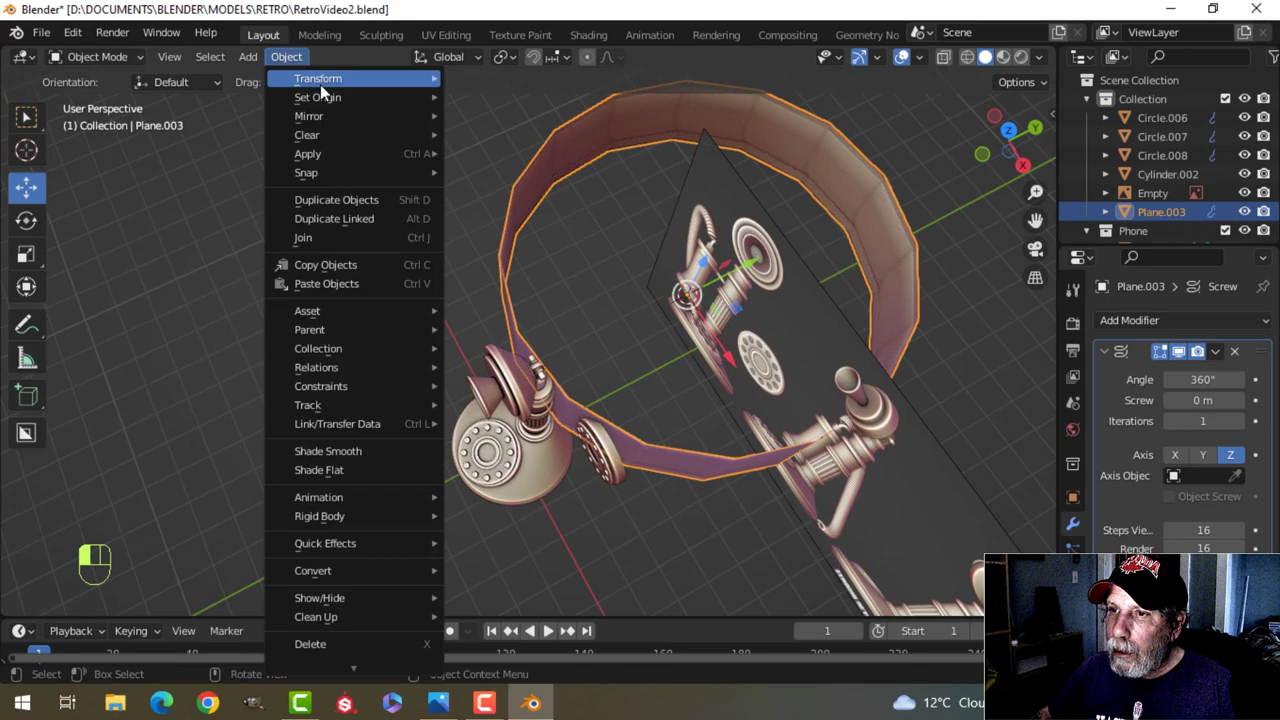 Blender* [D:\DOCUMENTS\BLENDER\MODELS\RETRO\RetroVideo2.blend]
File Edit Render Window Help Layout Modeling Sculpting UV Editing Texture Paint Shading Animation Rendering Compositing Geometry No Scene ViewLayer
Object Mode View Select Add Object Global
Orientation: Default Drag: Options
User Perspective
(1) Collection | Plane.003
Transform
Set Origin
Mirror
Clear
Apply Ctrl A
Snap
Duplicate Objects Shift D
Duplicate Linked Alt D
Join Ctrl J
Copy Objects Ctrl C
Paste Objects Ctrl V
Asset
Parent
Collection
Relations
Constraints
Track
Link/Transfer Data Ctrl L
Shade Smooth
Shade Flat
Animation
Rigid Body
Quick Effects
Convert
Show/Hide
Clean Up
Delete X
Z Y X
Scene Collection
Collection
Circle.006
Circle.007
Circle.008
Cylinder.002
Empty
Plane.003
Phone
Plane.003 Screw
Add Modifier
Angle 360°
Screw 0 m
Iterations 1
Axis X Y Z
Axis Objec
Object Screw
Steps Vie... 16
Render 16
Playback Keying View Marker 1 Start 1
1
Select Box Select Rotate Object Context Menu
12°C Clou